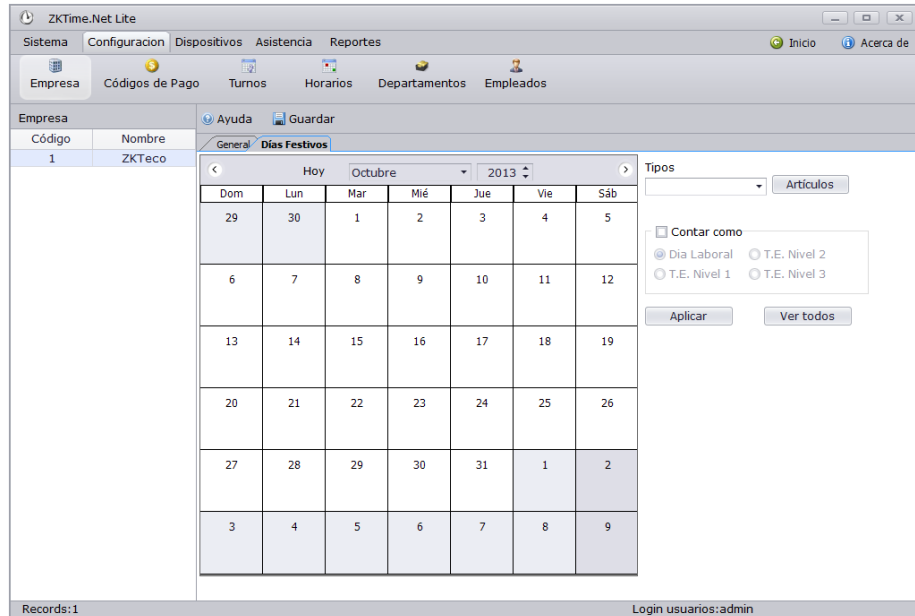 ZKTime.Net Lite
Sistema Configuracion Dispositivos Asistencia Reportes Inicio Acerca de
Empresa Códigos de Pago Turnos Horarios Departamentos Empleados
Empresa Ayuda Guardar
Código Nombre General Días Festivos
1 ZKTeco
Hoy Octubre 2013 Tipos
Artículos
Dom Lun Mar Mié Jue Vie Sáb
29 30 1 2 3 4 5
Contar como
Dia Laboral T.E. Nivel 2
T.E. Nivel 1 T.E. Nivel 3
6 7 8 9 10 11 12
Aplicar Ver todos
13 14 15 16 17 18 19
20 21 22 23 24 25 26
27 28 29 30 31 1 2
3 4 5 6 7 8 9
Records:1 Login usuarios:admin